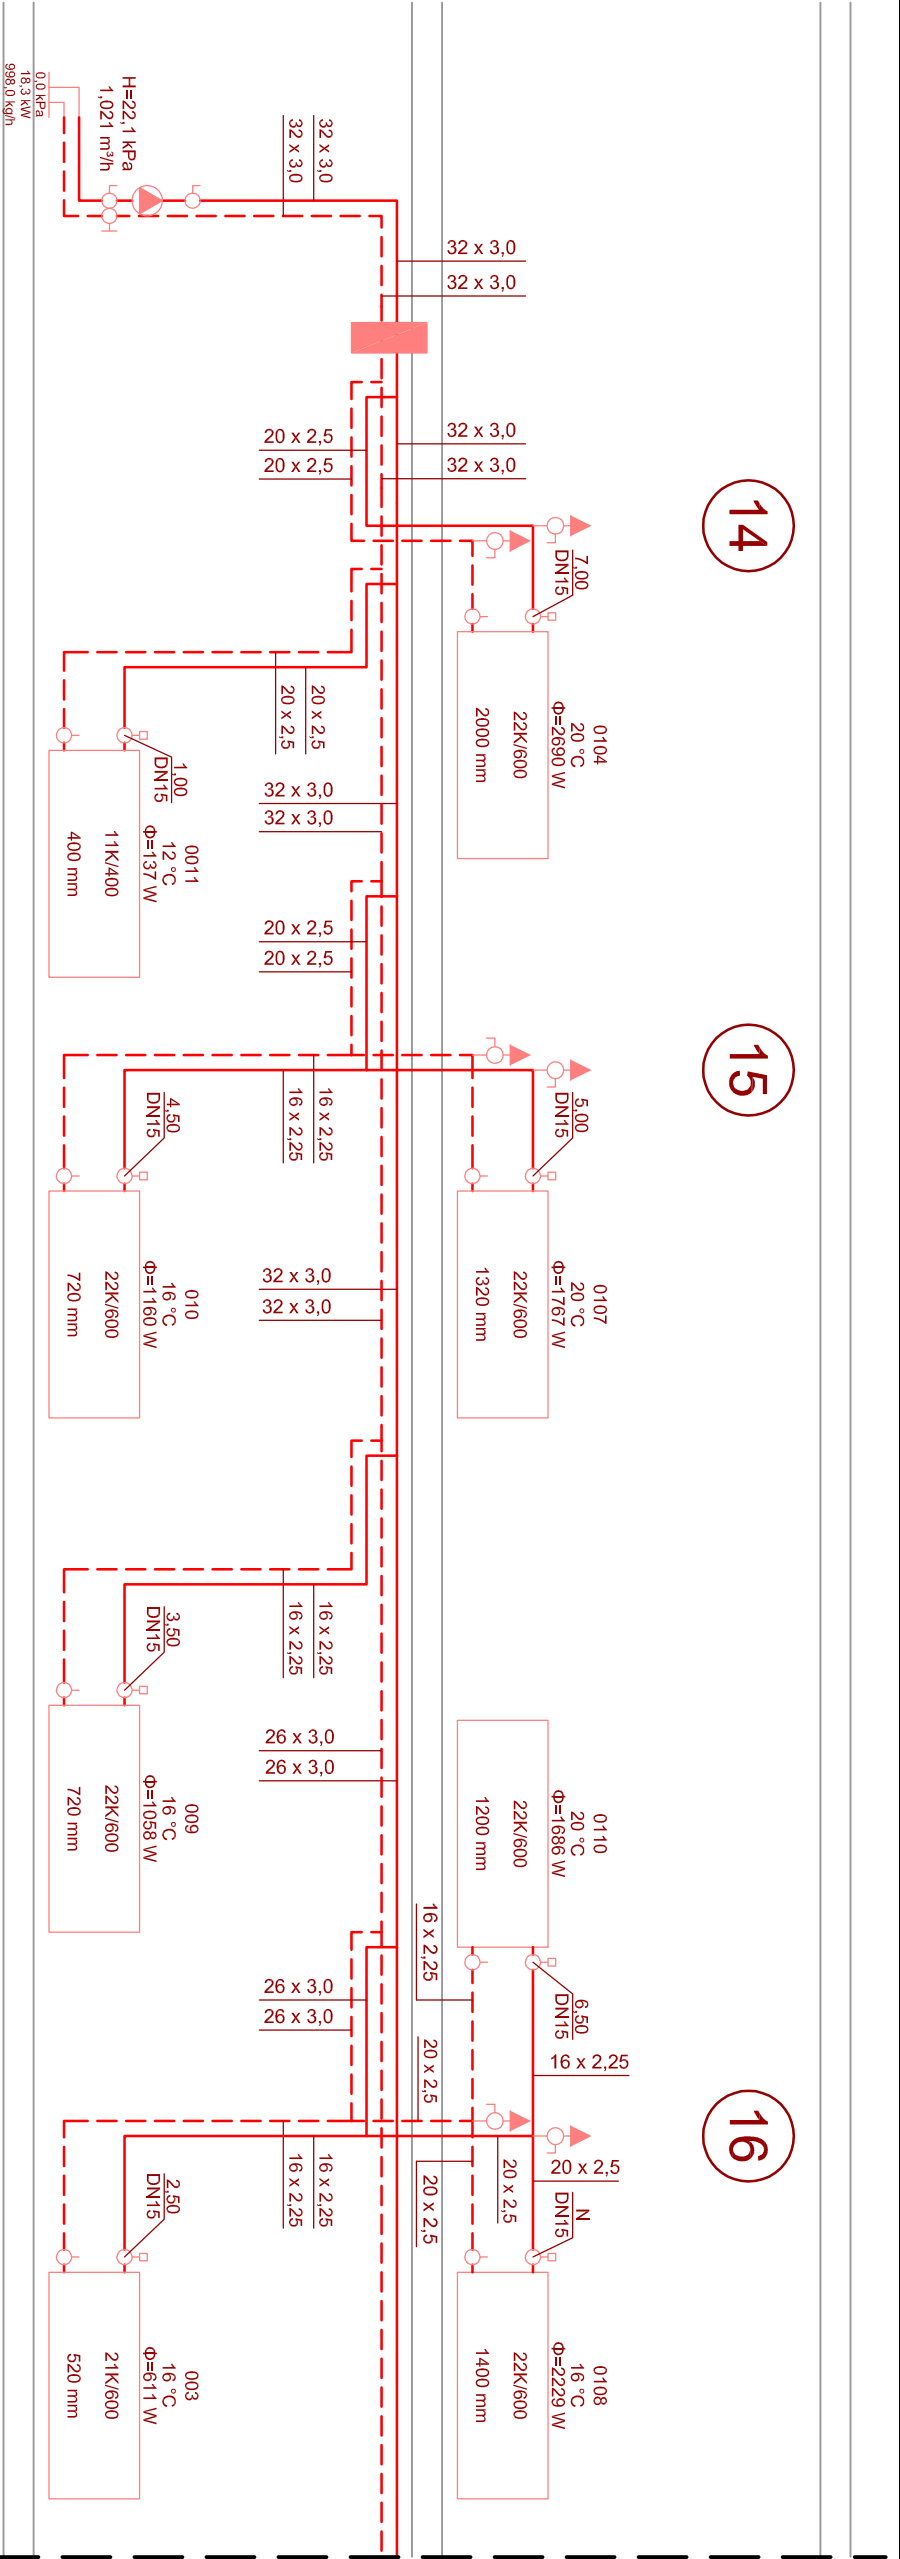 0,0 kPa
18,3 kW
998,0 kg/h
H=22,1 kPa
1,021 m³/h
32 x 3,0
32 x 3,0
32 x 3,0
32 x 3,0
20 x 2,5
20 x 2,5
32 x 3,0
32 x 3,0
14
7,00
DN15
0104
20 °C
Φ=2690 W
22K/600
2000 mm
20 x 2,5
20 x 2,5
1,00
DN15
0011
12 °C
Φ=137 W
11K/400
400 mm
32 x 3,0
32 x 3,0
20 x 2,5
20 x 2,5
15
5,00
DN15
0107
20 °C
Φ=1767 W
22K/600
1320 mm
16 x 2,25
16 x 2,25
4,50
DN15
010
16 °C
Φ=1160 W
22K/600
720 mm
32 x 3,0
32 x 3,0
16 x 2,25
16 x 2,25
3,50
DN15
009
16 °C
Φ=1058 W
22K/600
720 mm
26 x 3,0
26 x 3,0
0110
20 °C
Φ=1686 W
22K/600
1200 mm
6,50
DN15
16 x 2,25
16 x 2,25
26 x 3,0
26 x 3,0
20 x 2,5
16
20 x 2,5
20 x 2,5
20 x 2,5
N
DN15
0108
16 °C
Φ=2229 W
22K/600
1400 mm
16 x 2,25
16 x 2,25
2,50
DN15
003
16 °C
Φ=611 W
21K/600
520 mm